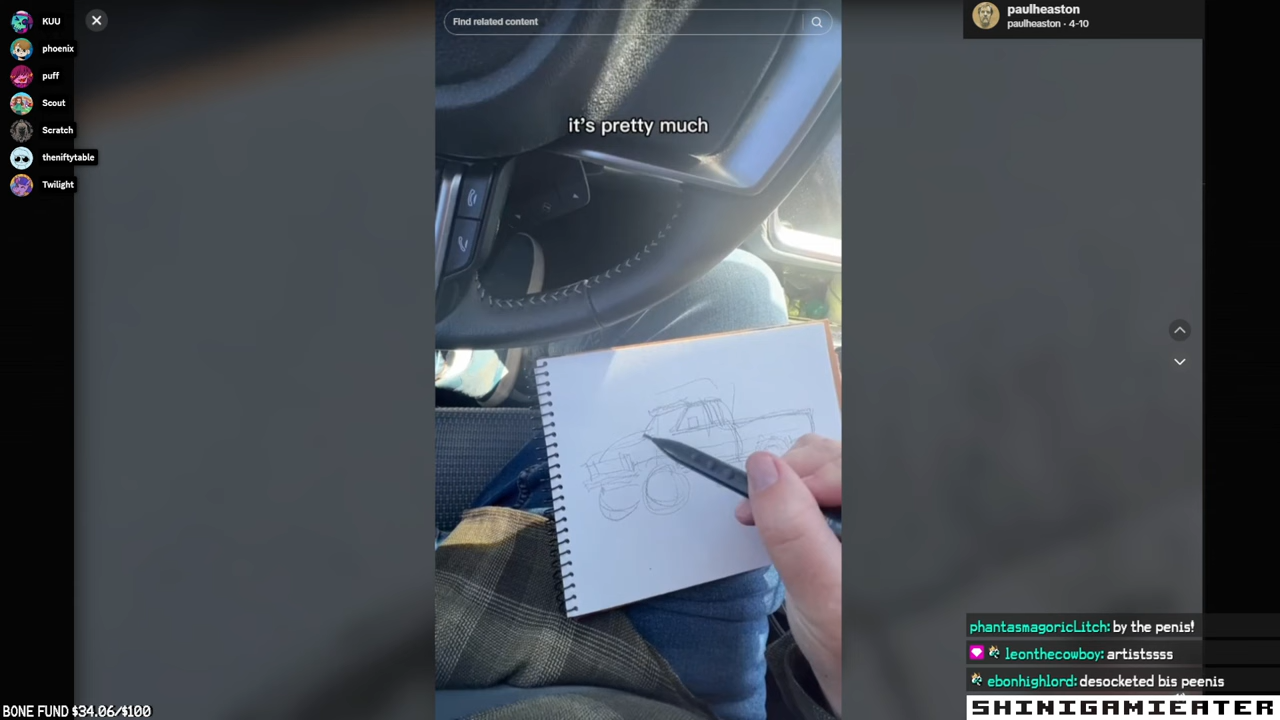 KUU
phoenix
puff
Scout
Scratch
theniftytable
Twilight
Find related content
it's pretty much
paulheaston
paulheaston · 4-10
phantasmagoricLitch: by the penis!
leonthecowboy: artistssss
ebonhighlord: desocketed bis peenis
SHINIGAMIEATER
BONE FUND $34.06/$100